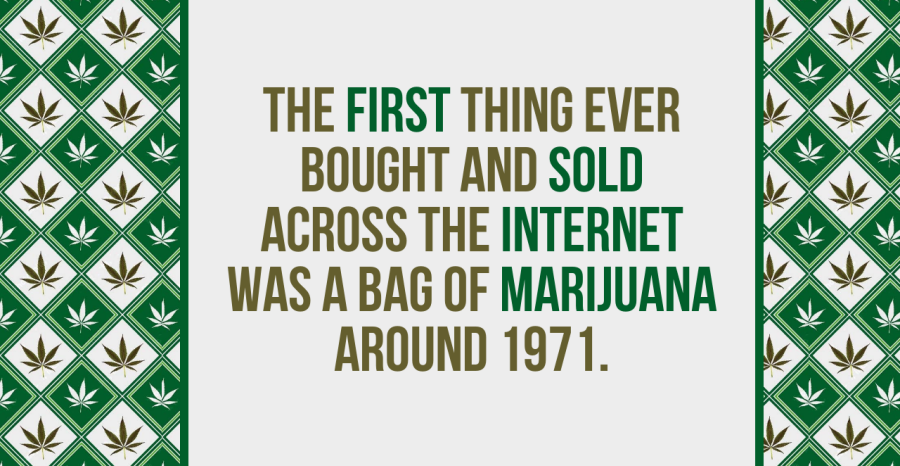 THE FIRST THING EVER
BOUGHT AND SOLD
ACROSS THE INTERNET
WAS A BAG OF MARIJUANA
AROUND 1971.